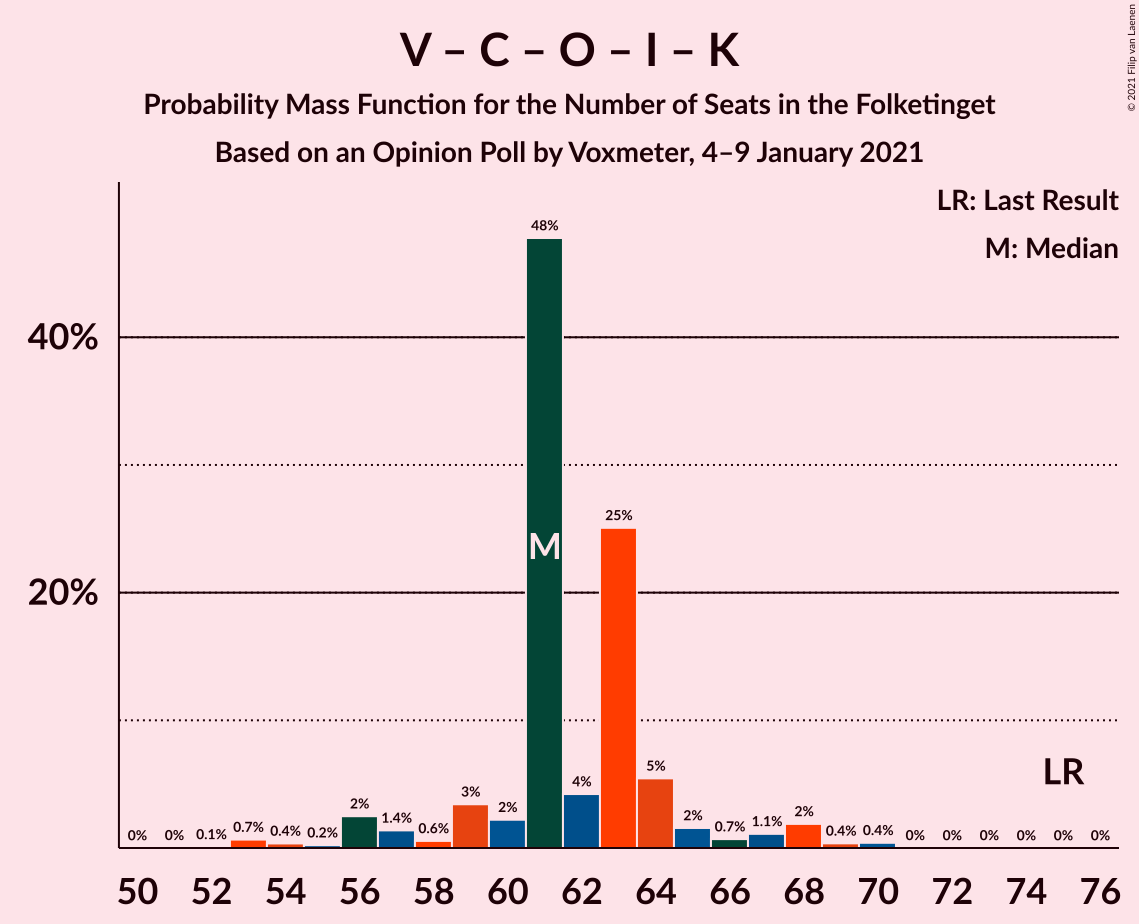 V – C – O – I – K
Probability Mass Function for the Number of Seats in the Folketinget
Based on an Opinion Poll by Voxmeter, 4–9 January 2021
© 2021 Filip van Laenen
LR: Last Result
M: Median
48%
40%
M
25%
20%
LR
0% 0% 0.1% 0.7% 0.4% 0.2% 2% 1.4% 0.6% 3% 2% 4% 5% 2% 0.7% 1.1% 2% 0.4% 0.4% 0% 0% 0% 0% 0% 0%
50 52 54 56 58 60 62 64 66 68 70 72 74 76